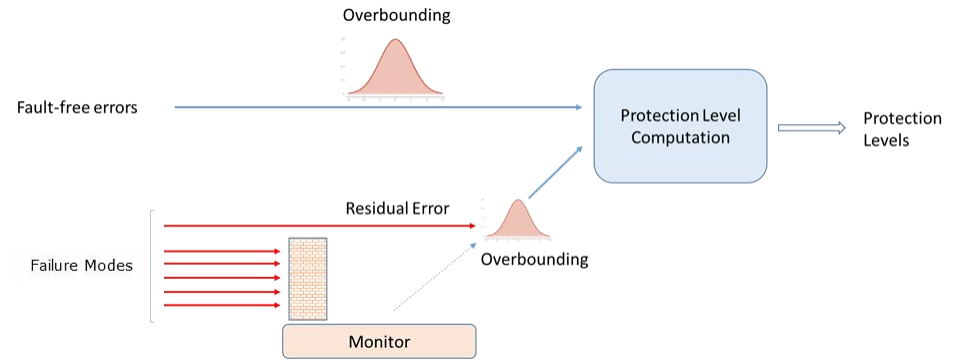 Overbounding
Fault-free errors
Protection Level
Computation
Protection
Levels
Residual Error
Failure Modes
Overbounding
Monitor